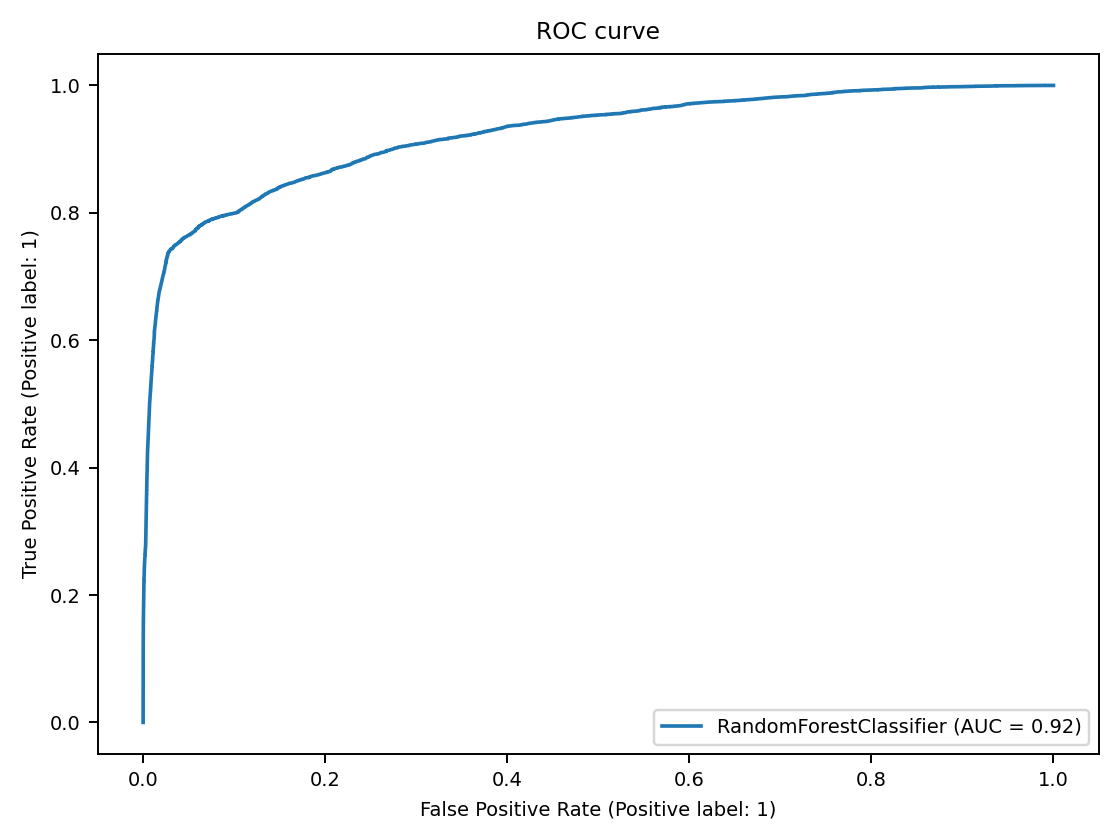 ROC curve
True Positive Rate (Positive label: 1)
1.0
0.8
0.6
0.4
0.2
0.0
RandomForestClassifier (AUC = 0.92)
0.0 0.2 0.4 0.6 0.8 1.0
False Positive Rate (Positive label: 1)